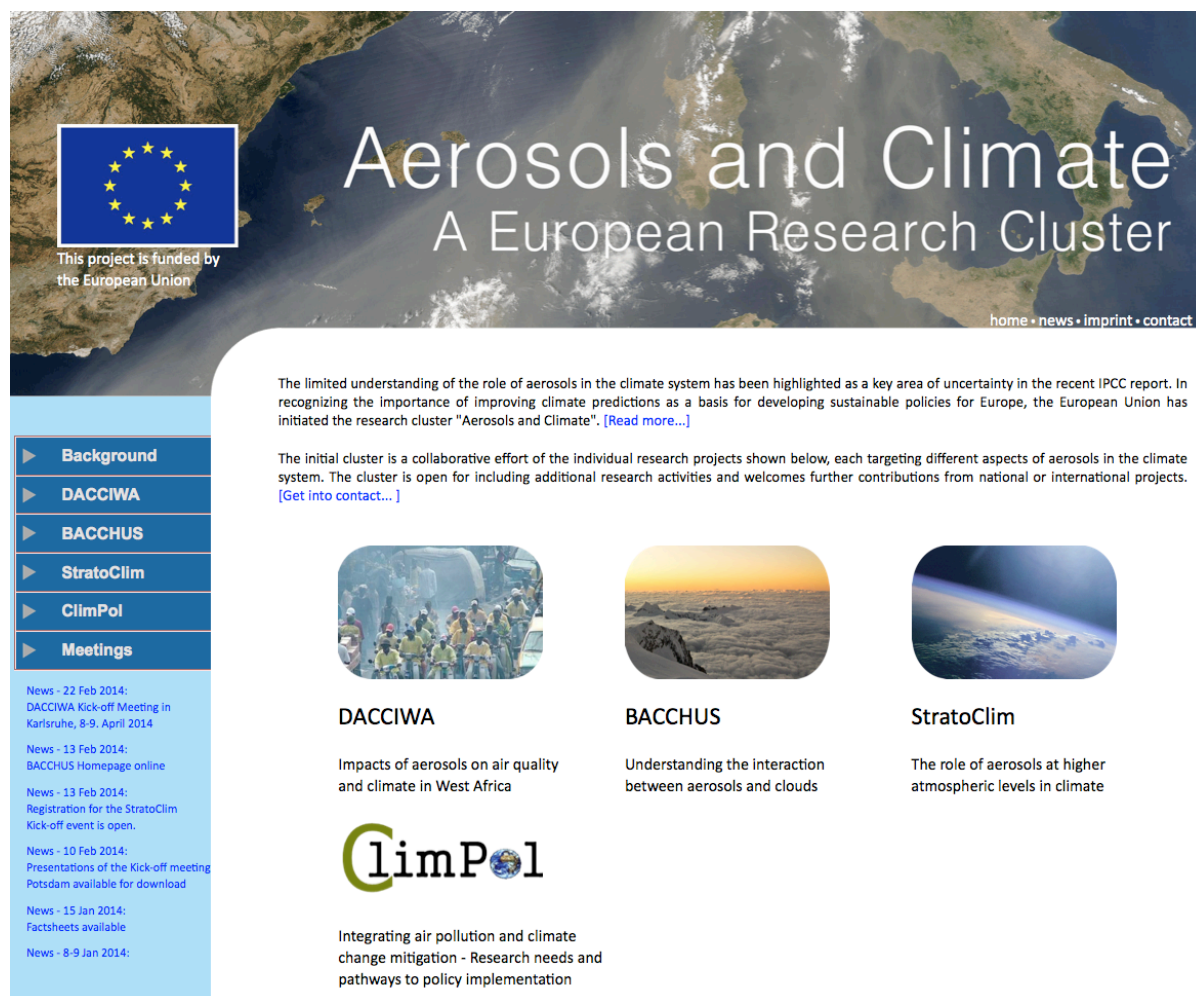 Aerosols and Climate
A European Research Cluster
This project is funded by
the European Union
home • news • imprint • contact
The limited understanding of the role of aerosols in the climate system has been highlighted as a key area of uncertainty in the recent IPCC report. In
recognizing the importance of improving climate predictions as a basis for developing sustainable policies for Europe, the European Union has
initiated the research cluster "Aerosols and Climate". [Read more...]
The initial cluster is a collaborative effort of the individual research projects shown below, each targeting different aspects of aerosols in the climate
system. The cluster is open for including additional research activities and welcomes further contributions from national or international projects.
[Get into contact... ]
Background
DACCIWA
BACCHUS
StratoClim
ClimPol
Meetings
News - 22 Feb 2014:
DACCIWA Kick-off Meeting in
Karlsruhe, 8-9. April 2014
News - 13 Feb 2014:
BACCHUS Homepage online
News - 13 Feb 2014:
Registration for the StratoClim
Kick-off event is open.
News - 10 Feb 2014:
Presentations of the Kick-off meeting
Potsdam available for download
News - 15 Jan 2014:
Factsheets available
News - 8-9 Jan 2014:
DACCIWA
Impacts of aerosols on air quality
and climate in West Africa
BACCHUS
Understanding the interaction
between aerosols and clouds
StratoClim
The role of aerosols at higher
atmospheric levels in climate
ClimPol
Integrating air pollution and climate
change mitigation - Research needs and
pathways to policy implementation